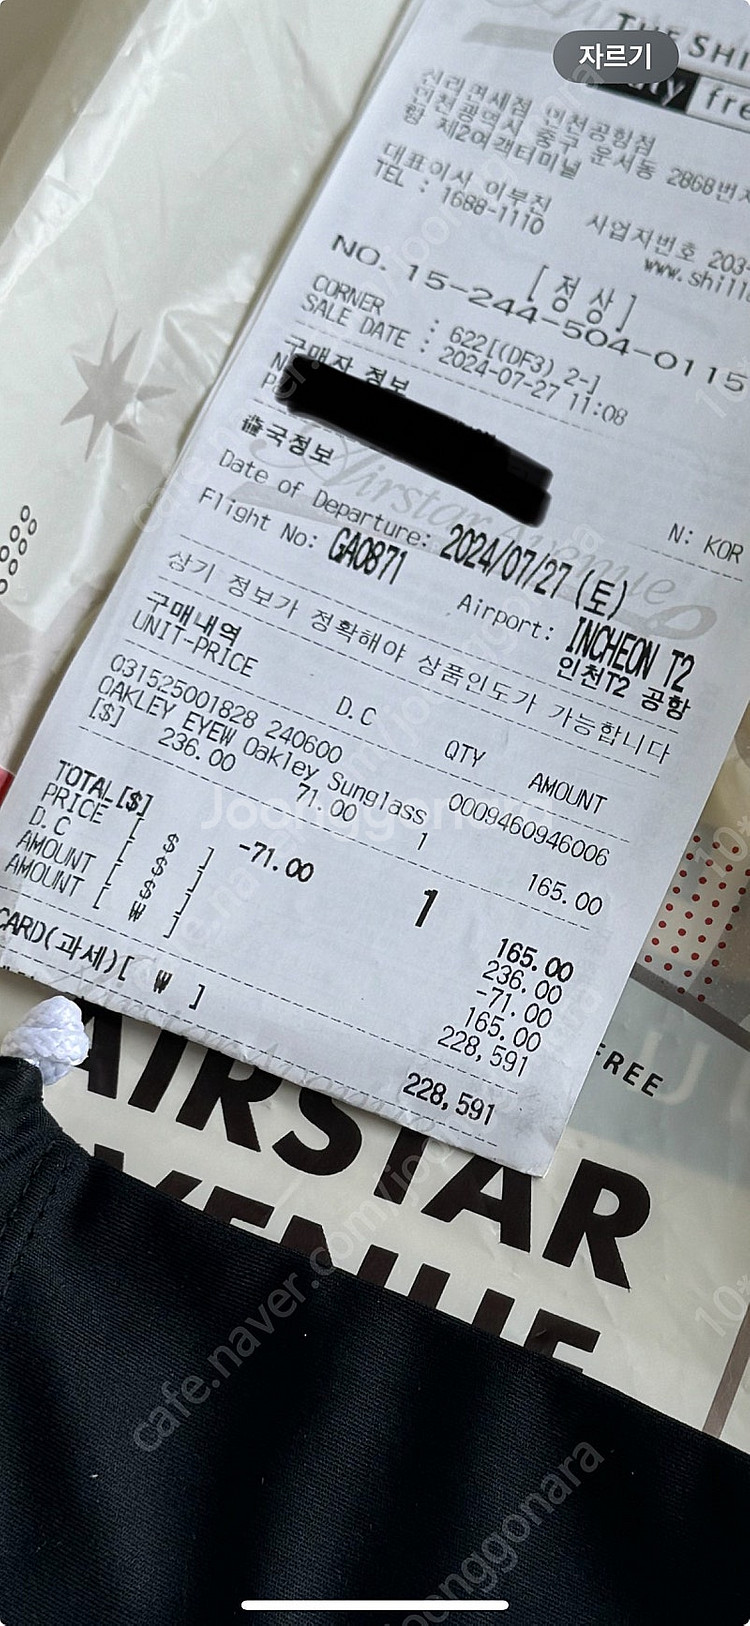 자르기
THE SHI
duty free
신라면세점 인천공항점
인천광역시 중구 운서동 2868번지
제2여객터미널
대표이사 이부진 사업자번호 203-
TEL : 1688-1110 www.shill
[정상]
NO. 15-244-504-0115
CORNER : 622[(DF3) 2-]
SALE DATE : 2024-07-27 11:08
구매자 정보
N: KOR
출국정보
Date of Departure: 2024/07/27 (토)
Flight No: GA0871 Airport: INCHEON T2
인천T2 공항
상기 정보가 정확해야 상품인도가 가능합니다
구매내역
UNIT-PRICE D.C QTY AMOUNT
031525001828 240600 0009460946006
OAKLEY EYEW Oakley Sunglass
[$] 236.00 71.00 1 165.00
TOTAL[$] -71.00 1 165.00
PRICE [ $ ] 236.00
D.C [ $ ] -71.00
AMOUNT [ $ ] 165.00
AMOUNT [ ₩ ] 228,591
CARD(과세)[ ₩ ] 228,591
FREE
AIRSTAR
AVENUE
Joonggonara
cafe.naver.com/joonggonara